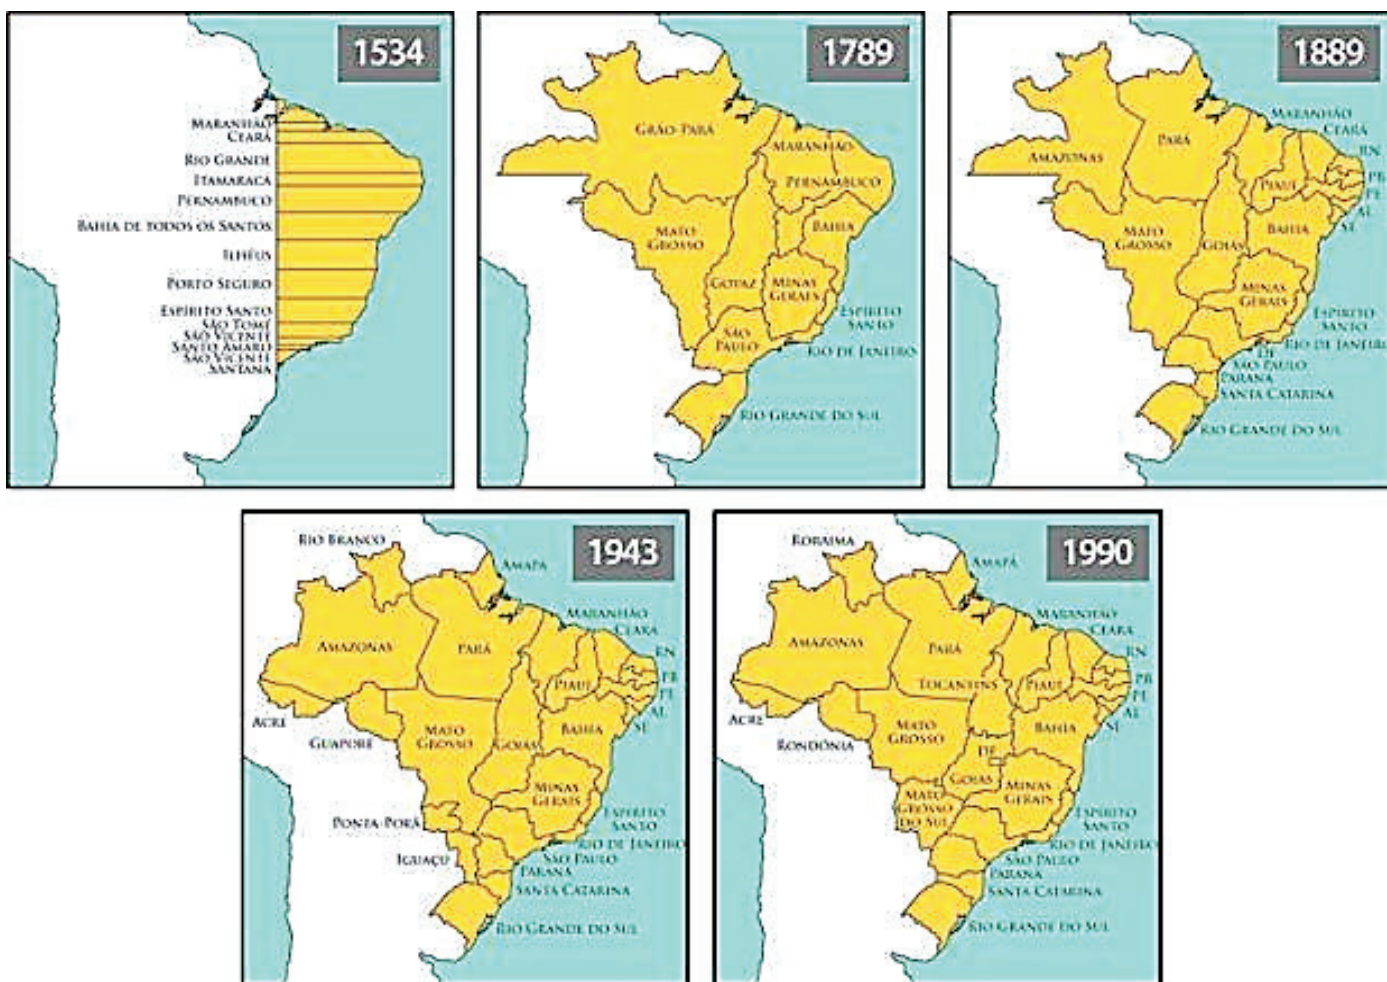 1534
MARANHÃO
CEARÁ
RIO GRANDE
ITAMARACA
PERNAMBUCO
BAHIA DE TODOS OS SANTOS
ILHÉUS
PORTO SEGURO
ESPÍRITO SANTO
SÃO TOMÉ
SÃO VICENTE
SANTO AMARO
SÃO VICENTE
SANTANA
1789
GRÃO-PARÁ
MARANHÃO
PERNAMBUCO
BAHIA
MATO
GROSSO
GOYAZ
MINAS
GERAIS
ESPÍRITO
SANTO
SÃO
PAULO
RIO DE JANEIRO
RIO GRANDE DO SUL
1889
MARANHÃO
CEARÁ
RN
PARÁ
AMAZONAS
PB
PIAUÍ
PE
AL
SE
BAHIA
MATO
GROSSO
GOIÁS
MINAS
GERAIS
ESPÍRITO
SANTO
RIO DE JANEIRO
DF
SÃO PAULO
PARANÁ
SANTA CATARINA
RIO GRANDE DO SUL
1943
RIO BRANCO
AMAPÁ
MARANHÃO
CEARÁ
RN
AMAZONAS
PARÁ
PB
PIAUÍ
PE
AL
SE
ACRE
GUAPORÉ
MATO
GROSSO
GOIÁS
BAHIA
MINAS
GERAIS
ESPÍRITO
SANTO
PONTA-PORÃ
RIO DE JANEIRO
IGUAÇU
SÃO PAULO
PARANÁ
SANTA CATARINA
RIO GRANDE DO SUL
1990
RORAIMA
AMAPÁ
MARANHÃO
CEARÁ
RN
AMAZONAS
PARÁ
PB
TOCANTINS
PIAUÍ
PE
AL
SE
ACRE
RONDÔNIA
MATO
GROSSO
BAHIA
DF
GOIÁS
MINAS
GERAIS
MATO
GROSSO
DO SUL
ESPÍRITO
SANTO
RIO DE JANEIRO
SÃO PAULO
PARANÁ
SANTA CATARINA
RIO GRANDE DO SUL